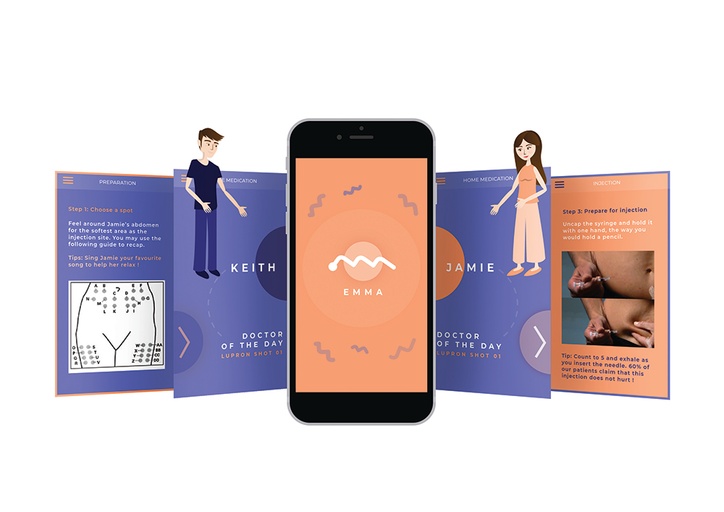 PREPARATION
Step 1: Choose a spot
Feel around Jamie's abdomen
for the softest area as the
injection site. You may use the
following guide to recap.
Tips: Sing Jamie your favourite
song to help her relax !
HOME MEDICATION
KEITH
DOCTOR
OF THE DAY
LUPRON SHOT 01
EMMA
HOME MEDICATION
JAMIE
DOCTOR
OF THE DAY
LUPRON SHOT 01
INJECTION
Step 3: Prepare for injection
Uncap the syringe and hold it
with one hand, the way you
would hold a pencil.
Tip: Count to 5 and exhale as
you insert the needle. 60% of
our patients claim that this
injection does not hurt !